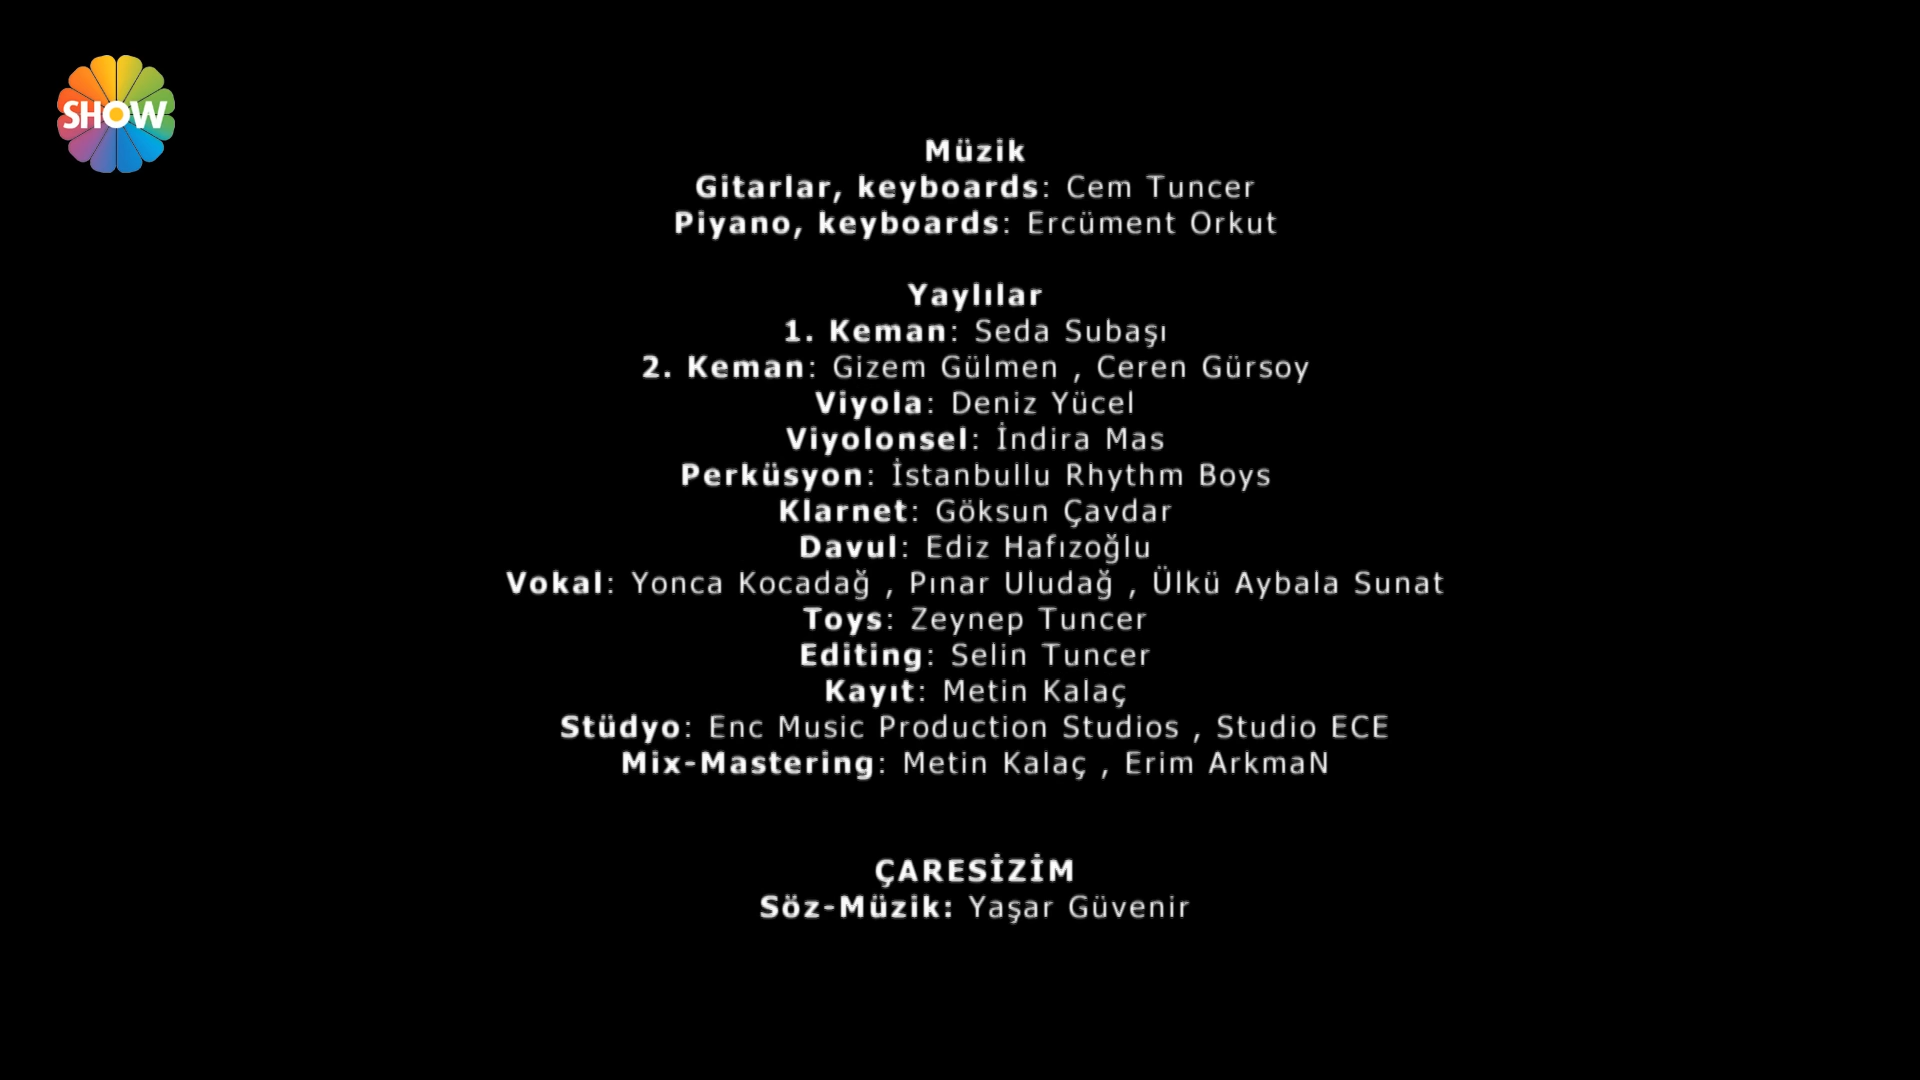 SHOW
Müzik
Gitarlar, keyboards: Cem Tuncer
Piyano, keyboards: Ercüment Orkut
Yaylılar
1. Keman: Seda Subaşı
2. Keman: Gizem Gülmen , Ceren Gürsoy
Viyola: Deniz Yücel
Viyolonsel: İndira Mas
Perküsyon: İstanbullu Rhythm Boys
Klarnet: Göksun Çavdar
Davul: Ediz Hafızoğlu
Vokal: Yonca Kocadağ , Pınar Uludağ , Ülkü Aybala Sunat
Toys: Zeynep Tuncer
Editing: Selin Tuncer
Kayıt: Metin Kalaç
Stüdyo: Enc Music Production Studios , Studio ECE
Mix-Mastering: Metin Kalaç , Erim ArkmaN
ÇARESİZİM
Söz-Müzik: Yaşar Güvenir